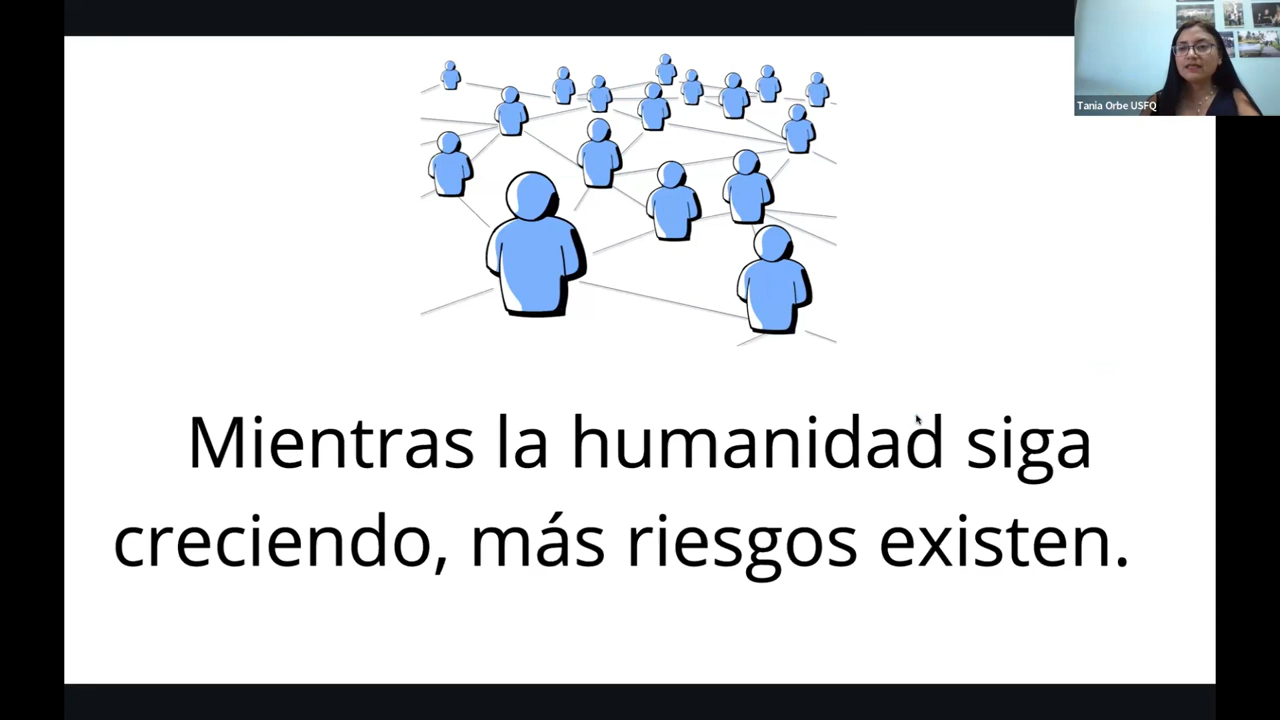 Tania Orbe USFQ
Mientras la humanidad siga
creciendo, más riesgos existen.